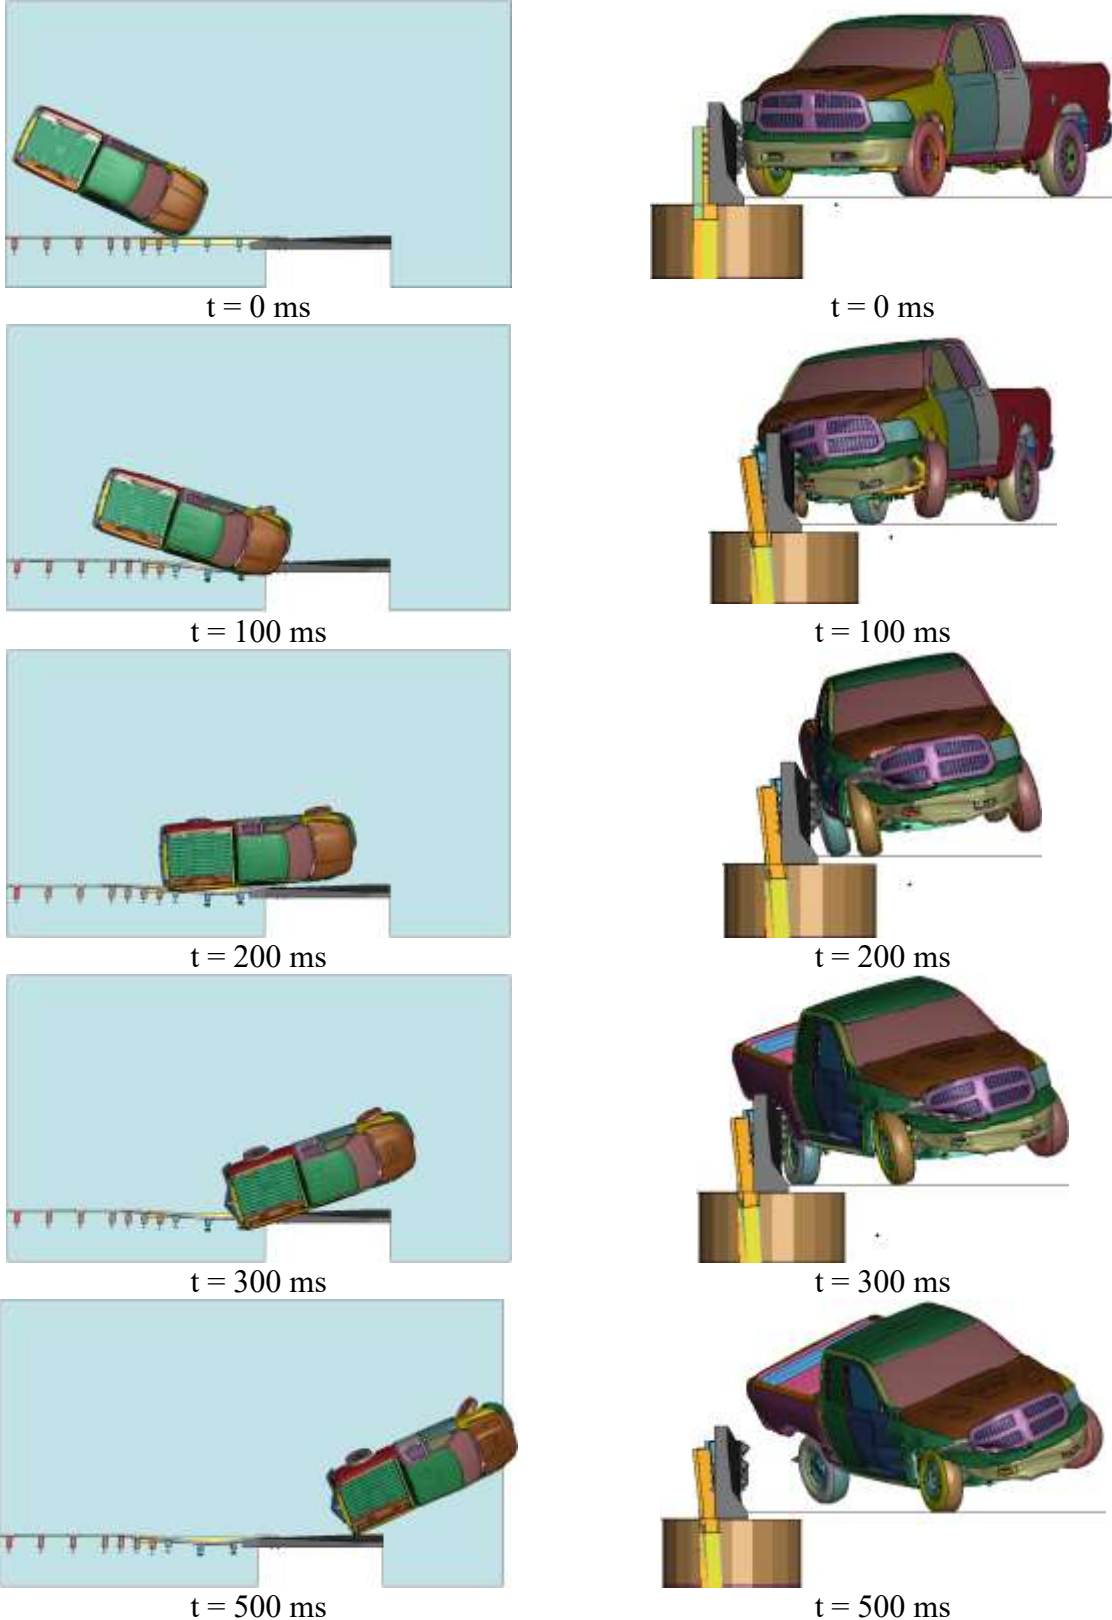 t = 0 ms
t = 0 ms
t = 100 ms
t = 100 ms
t = 200 ms
t = 200 ms
t = 300 ms
t = 300 ms
t = 500 ms
t = 500 ms